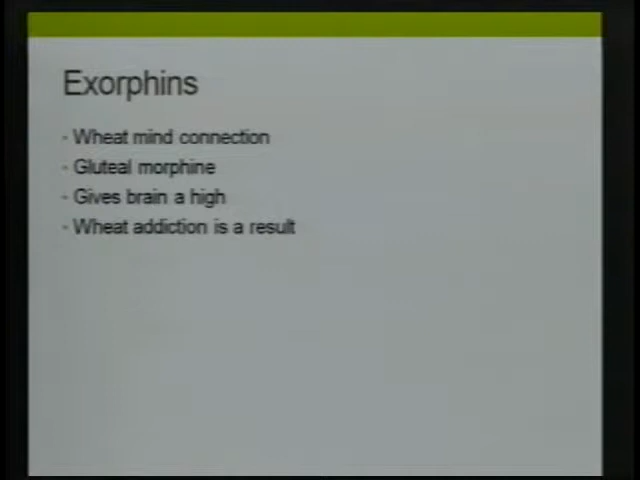 Exorphins
- Wheat mind connection
- Gluteal morphine
- Gives brain a high
- Wheat addiction is a result